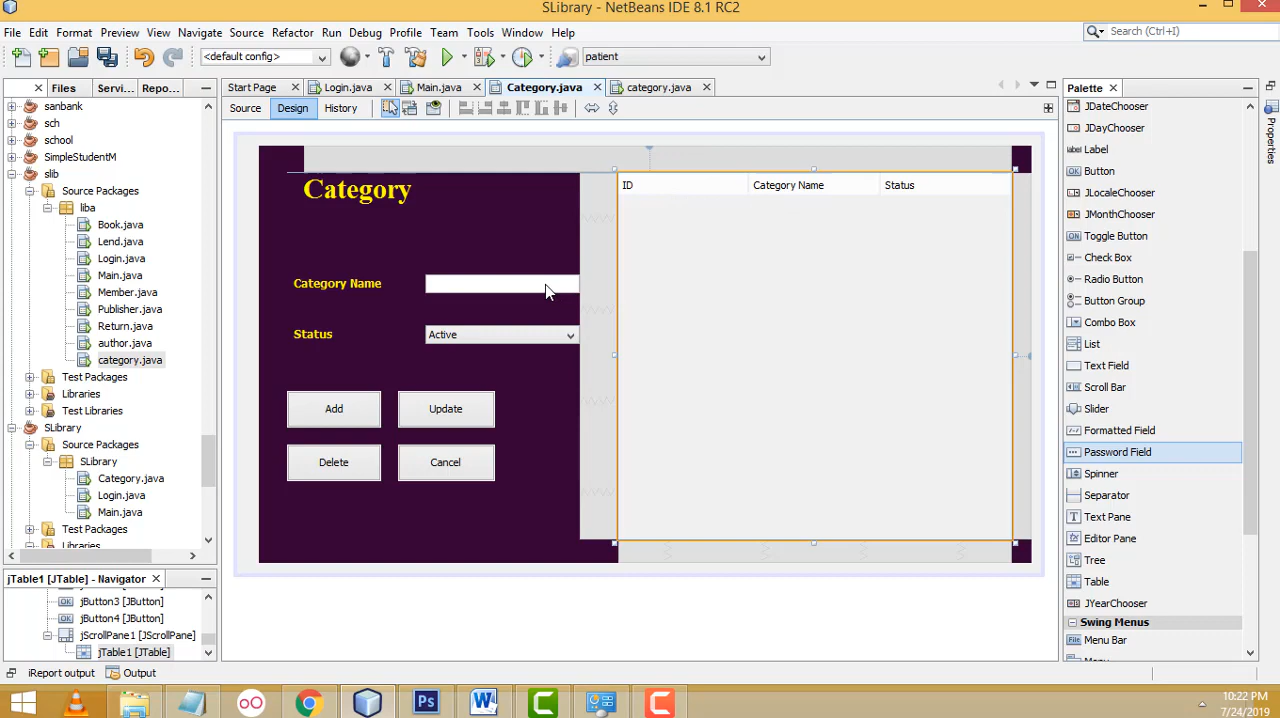 SLibrary - NetBeans IDE 8.1 RC2
File Edit Format Preview View Navigate Source Refactor Run Debug Profile Team Tools Window Help
Search (Ctrl+I)
<default config>
patient
Files Servi... Repo...
Start Page Login.java Main.java Category.java category.java
Palette
Source Design History
sanbank
sch
school
SimpleStudentM
slib
Source Packages
liba
Book.java
Lend.java
Login.java
Main.java
Member.java
Publisher.java
Return.java
author.java
category.java
Test Packages
Libraries
Test Libraries
SLibrary
Source Packages
SLibrary
Category.java
Login.java
Main.java
Test Packages
Libraries
jTable1 [JTable] - Navigator
jButton3 [JButton]
jButton4 [JButton]
jScrollPane1 [JScrollPane]
jTable1 [JTable]
Category
Category Name
Status
Active
Add Update
Delete Cancel
ID Category Name Status
JDateChooser
JDayChooser
Label
Button
JLocaleChooser
JMonthChooser
Toggle Button
Check Box
Radio Button
Button Group
Combo Box
List
Text Field
Scroll Bar
Slider
Formatted Field
Password Field
Spinner
Separator
Text Pane
Editor Pane
Tree
Table
JYearChooser
Swing Menus
Menu Bar
Properties
iReport output Output
Ps
10:22 PM
7/24/2019